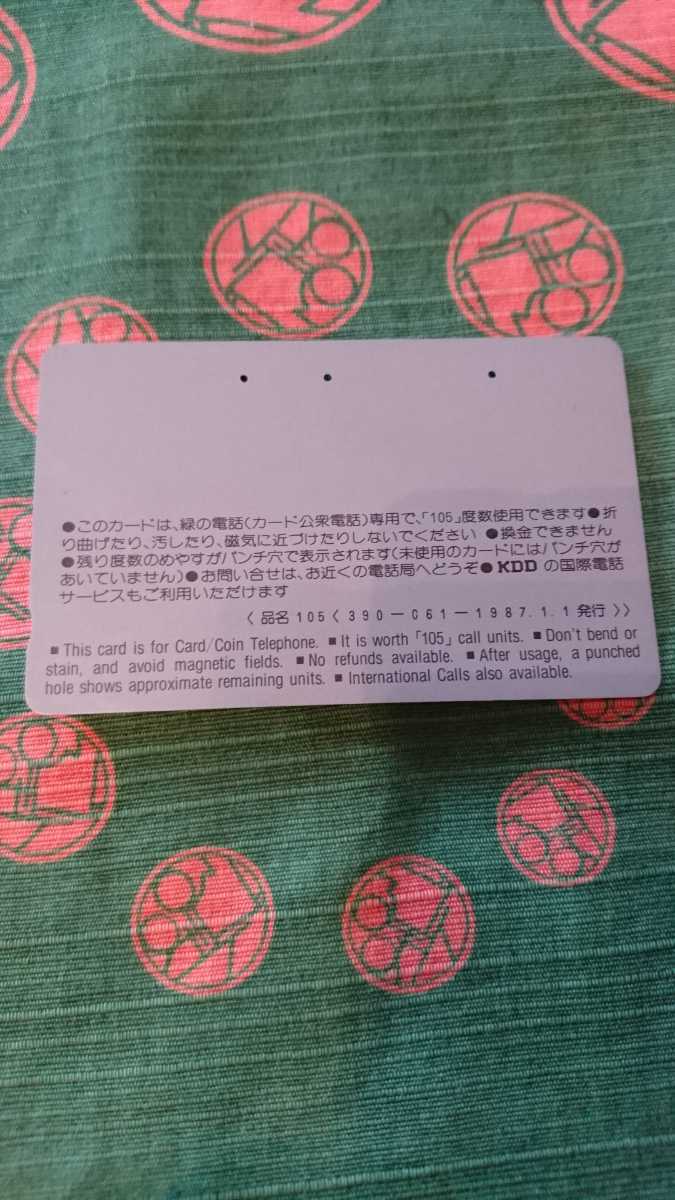 ●このカードは、緑の電話(カード公衆電話)専用で、「105」度数使用できます●折
り曲げたり、汚したり、磁気に近づけたりしないでください ●換金できません
●残り度数のめやすがパンチ穴で表示されます(未使用のカードにはパンチ穴が
あいていません)●お問い合せは、お近くの電話局へどうぞ●KDD の国際電話
サービスもご利用いただけます
〈 品名 105〈 390 — 061 — 1987. 1. 1 発行 〉〉
■ This card is for Card/Coin Telephone. ■ It is worth「105」call units. ■ Don't bend or
stain, and avoid magnetic fields. ■ No refunds available. ■ After usage, a punched
hole shows approximate remaining units. ■ International Calls also available.